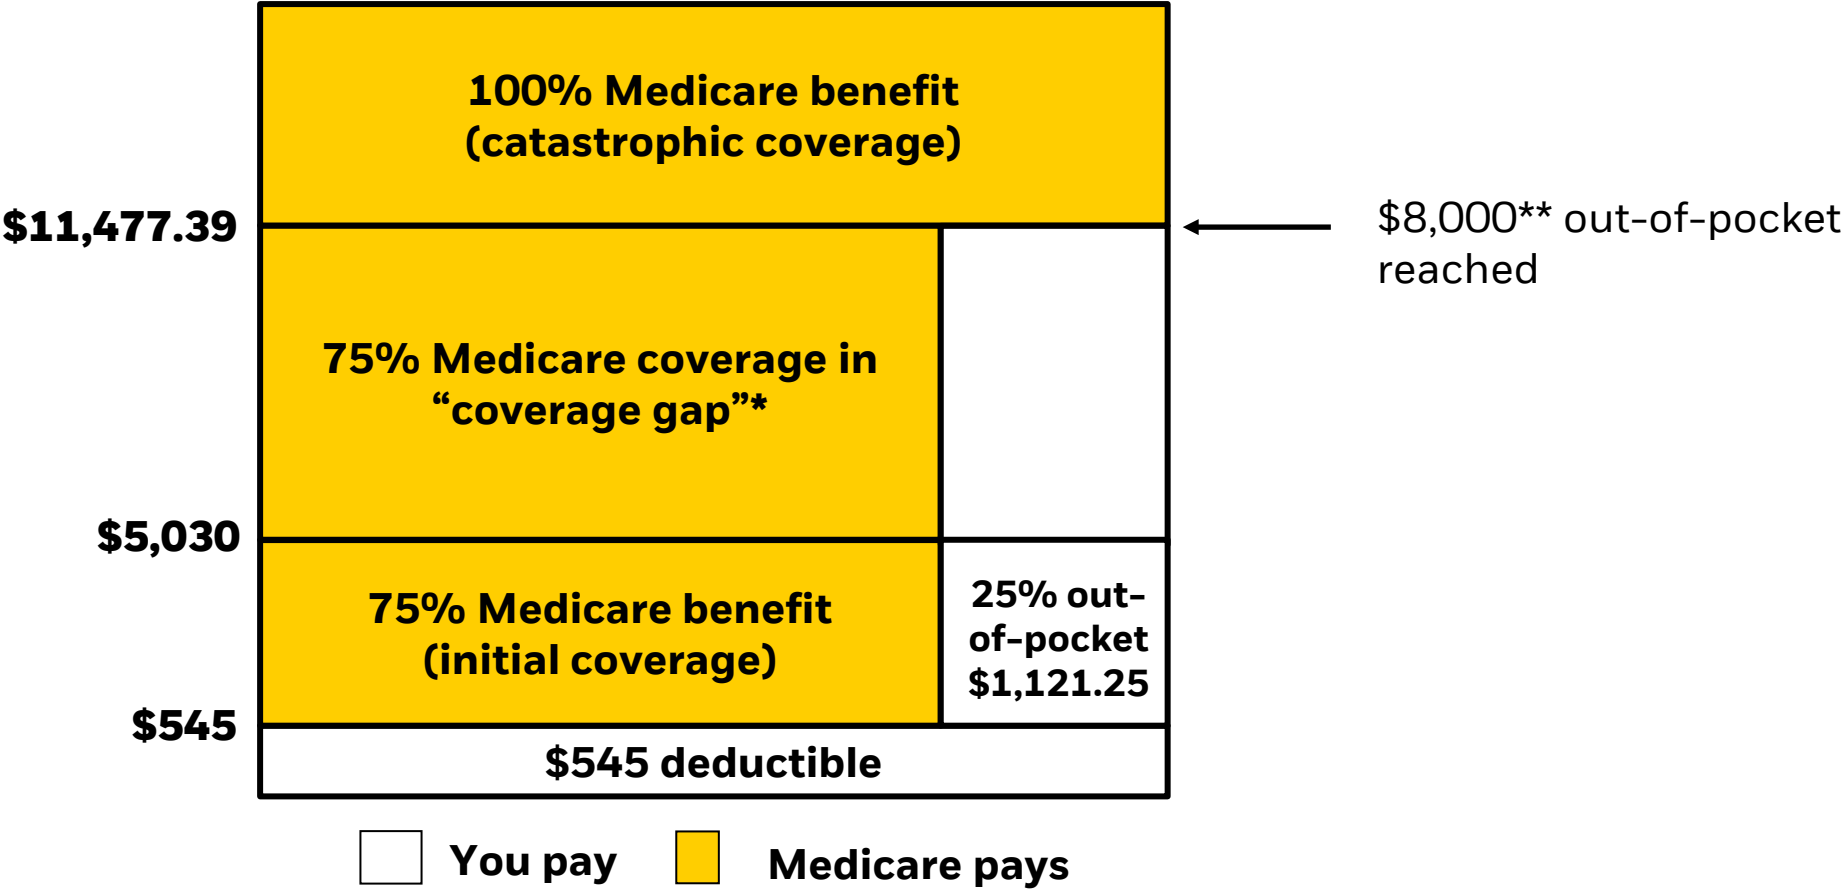 100% Medicare benefit
(catastrophic coverage)
$11,477.39
$8,000** out-of-pocket
reached
75% Medicare coverage in
“coverage gap”*
$5,030
75% Medicare benefit
(initial coverage)
25% out-
of-pocket
$1,121.25
$545
$545 deductible
You pay
Medicare pays